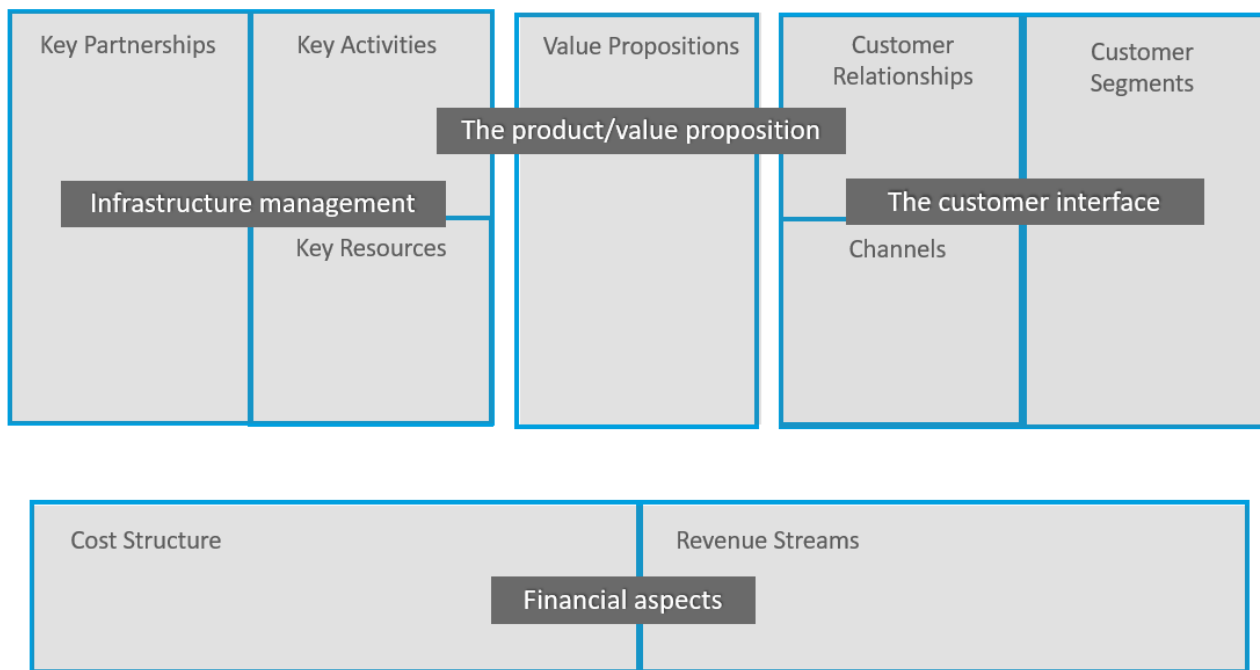 Key Partnerships
Key Activities
Value Propositions
Customer
Relationships
Customer
Segments
The product/value proposition
Infrastructure management
The customer interface
Key Resources
Channels
Cost Structure
Revenue Streams
Financial aspects